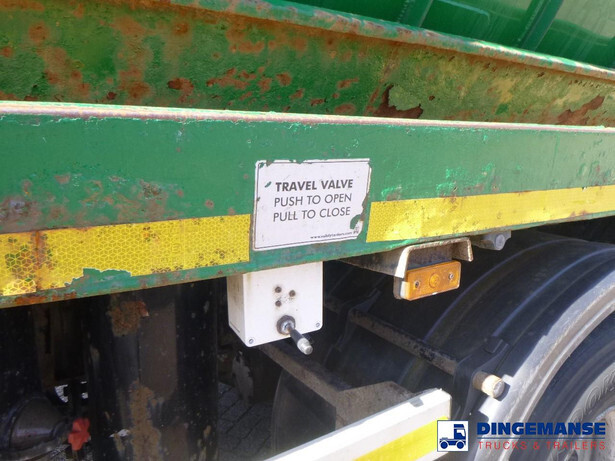 TRAVEL VALVE
PUSH TO OPEN
PULL TO CLOSE
DINGEMANSE
TRUCKS & TRAILERS